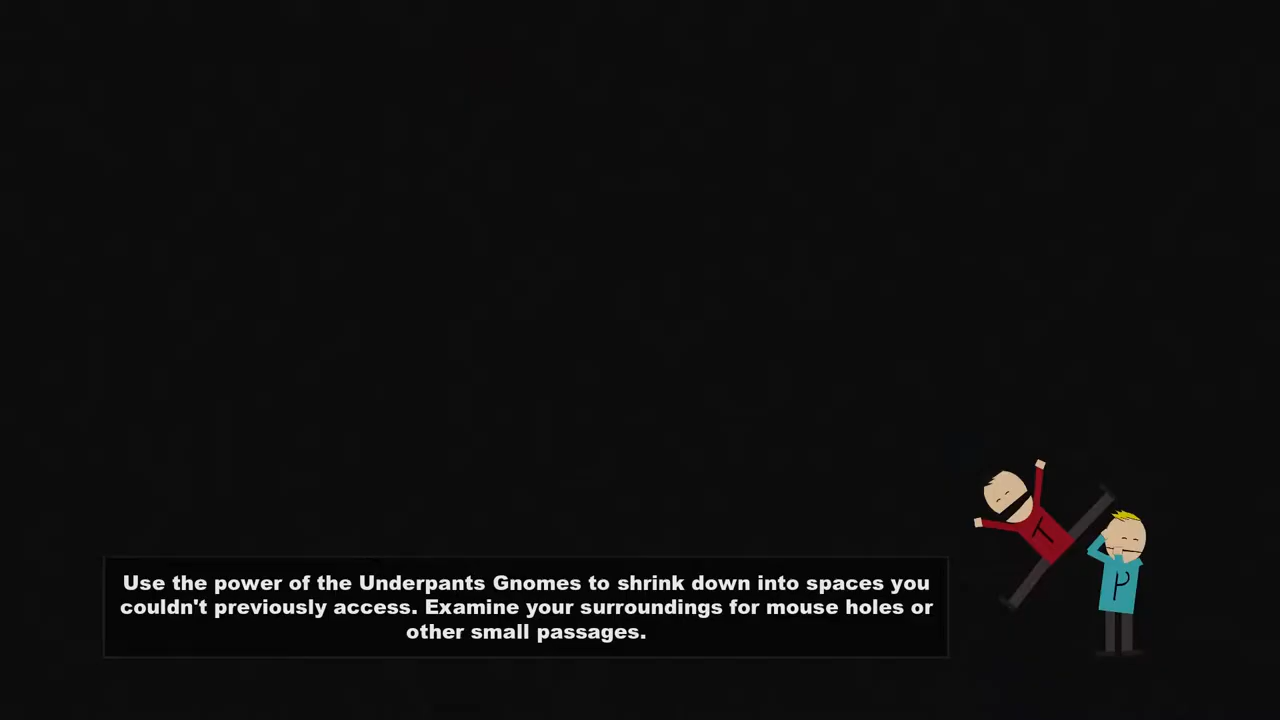 Use the power of the Underpants Gnomes to shrink down into spaces you
couldn't previously access. Examine your surroundings for mouse holes or
other small passages.
T
P